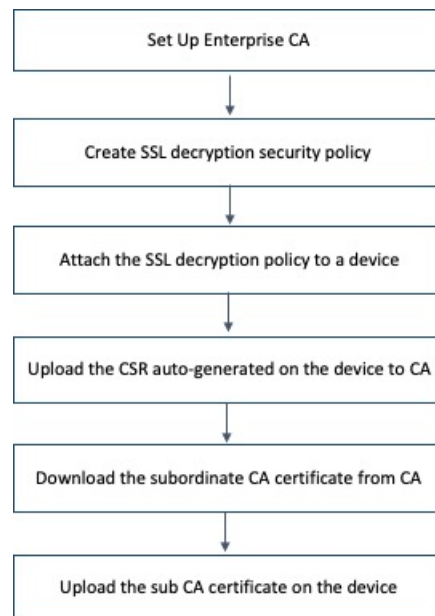 Set Up Enterprise CA
Create SSL decryption security policy
Attach the SSL decryption policy to a device
Upload the CSR auto-generated on the device to CA
Download the subordinate CA certificate from CA
Upload the sub CA certificate on the device